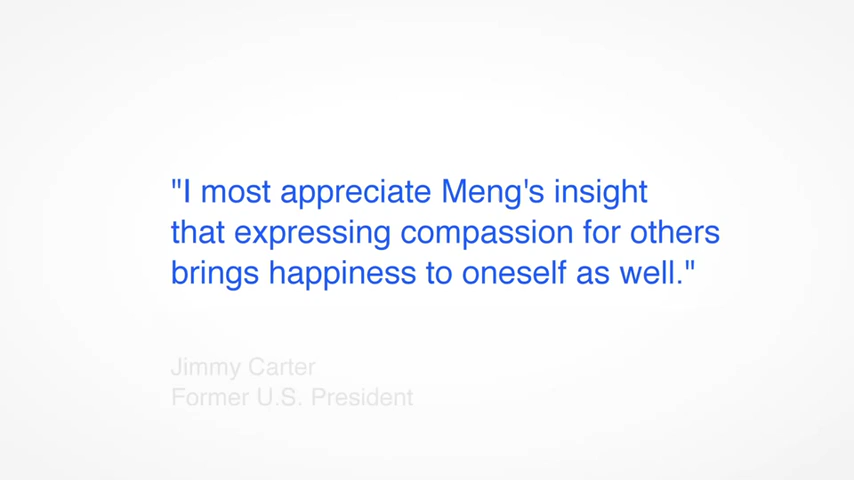 "I most appreciate Meng's insight
that expressing compassion for others
brings happiness to oneself as well."
Jimmy Carter
Former U.S. President